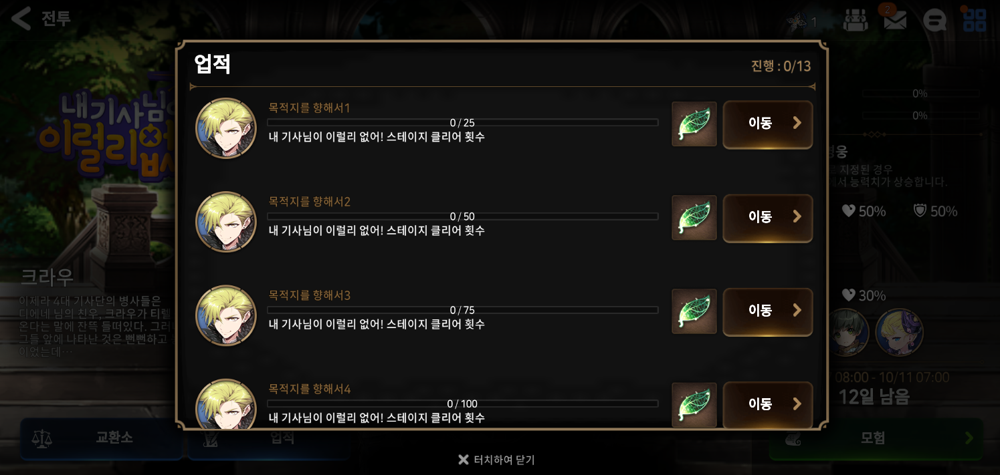 전투
2
1
업적
진행 : 0/13
목적지를 향해서1
0 / 25
내 기사님이 이럴리 없어! 스테이지 클리어 횟수
이동
목적지를 향해서2
0 / 50
내 기사님이 이럴리 없어! 스테이지 클리어 횟수
이동
목적지를 향해서3
0 / 75
내 기사님이 이럴리 없어! 스테이지 클리어 횟수
이동
목적지를 향해서4
0 / 100
내 기사님이 이럴리 없어! 스테이지 클리어 횟수
이동
내 기사님
이럴리 없
크라우
이제라 4대 기사단의 병사들은
디에네 님의 친우, 크라우가 티렐
온다는 말에 잔뜩 들떠있다. 그러
그들 앞에 나타난 것은 뻔뻔하고
이었는데…
0%
0%
지정된 경우
에서 능력치가 상승합니다.
50%
50%
30%
08:00 - 10/11 07:00
12일 남음
교환소
업적
모험
터치하여 닫기